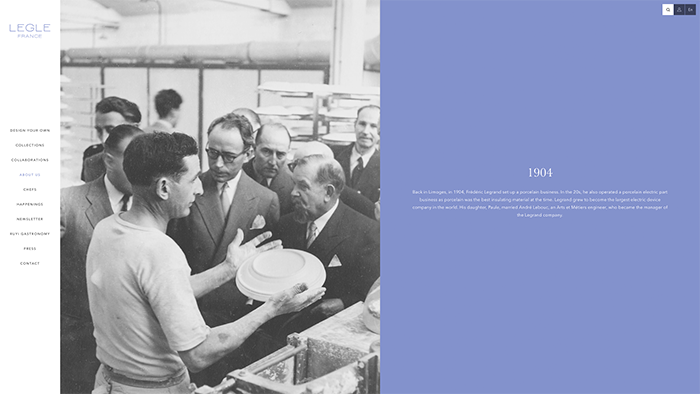 LEGLE
FRANCE
DESIGN YOUR OWN
COLLECTIONS
COLLABORATIONS
ABOUT US
CHEFS
HAPPENINGS
NEWSLETTER
MUFI GASTRONOMY
PRESS
CONTACT
En
1904
Back in Limoges, in 1904, Frédéric Legrand set up a porcelain business. In the 20s, he also operated a porcelain electric part
business as porcelain was the best insulating material at the time. Legrand grew to become the largest electric device
company in the world. His daughter, Paule, married André Lebouc, an Arts et Métiers engineer, who became the manager of
the Legrand company.